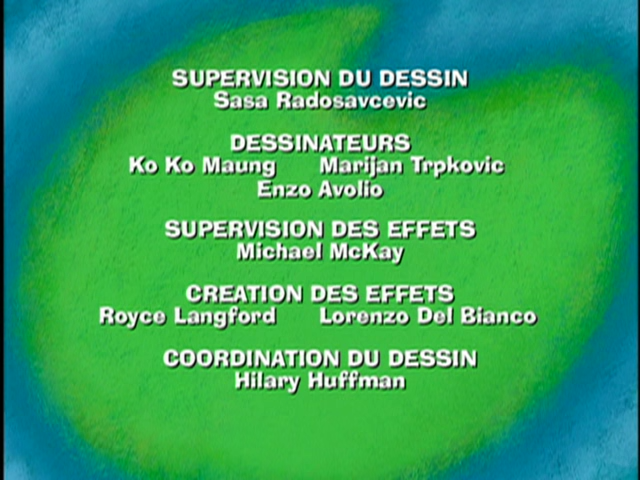 SUPERVISION DU DESSIN
Sasa Radosavcevic
DESSINATEURS
Ko Ko Maung Marijan Trpkovic
Enzo Avolio
SUPERVISION DES EFFETS
Michael McKay
CREATION DES EFFETS
Royce Langford Lorenzo Del Bianco
COORDINATION DU DESSIN
Hilary Huffman